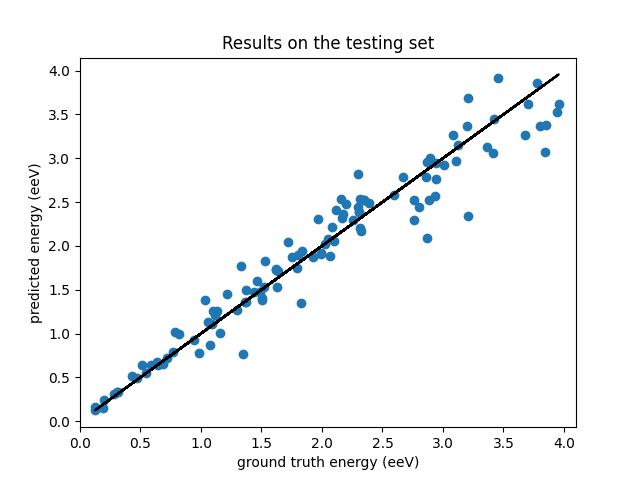 Results on the testing set
4.0
3.5
3.0
2.5
2.0
1.5
1.0
0.5
0.0
predicted energy (eeV)
0.0 0.5 1.0 1.5 2.0 2.5 3.0 3.5 4.0
ground truth energy (eeV)